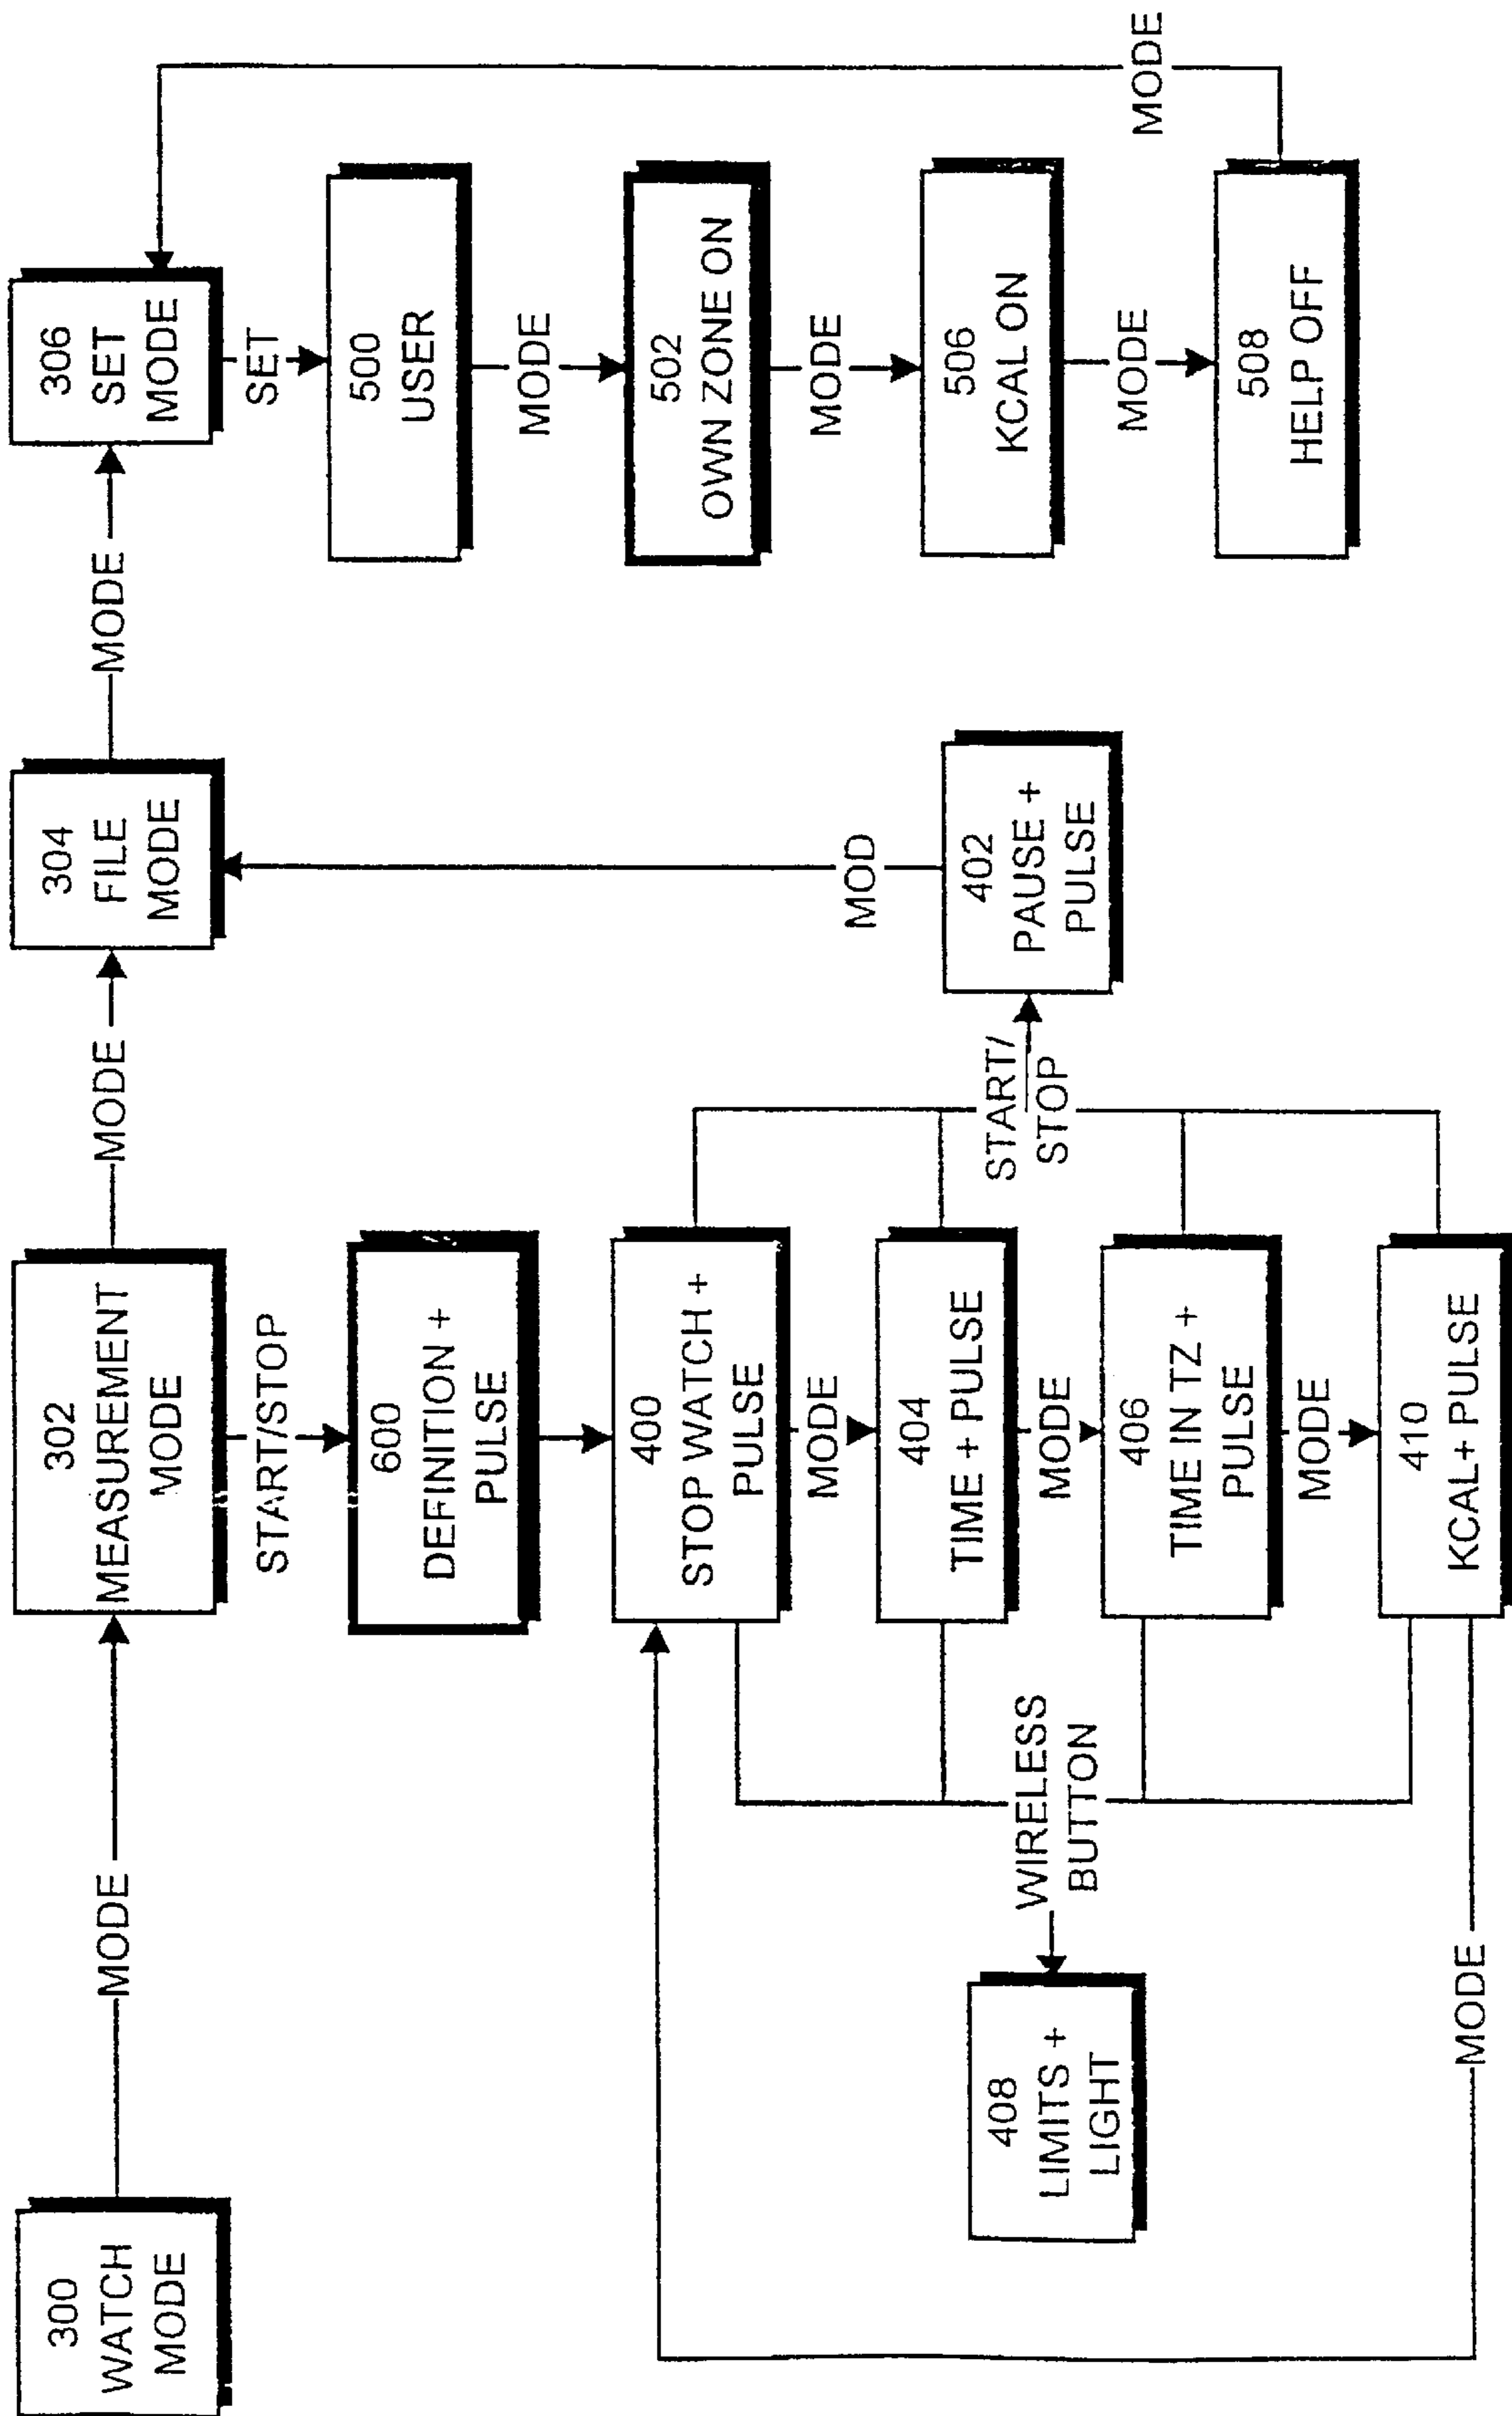 300
WATCH
MODE
MODE
302
MEASUREMENT
MODE
MODE
304
FILE
MODE
MODE
306
SET
MODE
START/STOP
SET
600
DEFINITION +
PULSE
500
USER
MODE
400
STOP WATCH +
PULSE
502
OWN ZONE ON
MODE
MODE
404
TIME + PULSE
MOD
402
PAUSE +
PULSE
506
KCAL ON
WIRELESS
BUTTON
START/
STOP
408
LIMITS +
LIGHT
MODE
MODE
406
TIME IN TZ +
PULSE
508
HELP OFF
MODE
MODE
410
KCAL+ PULSE
MODE